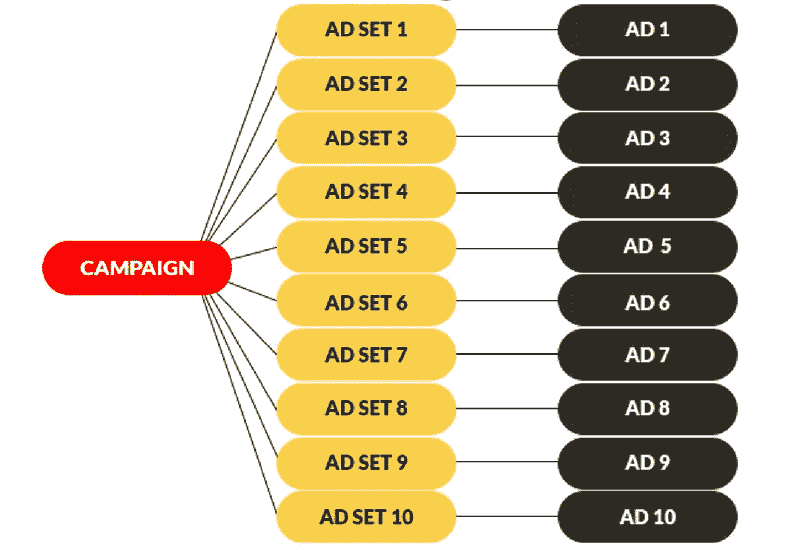 AD SET 1
AD 1
AD SET 2
AD 2
AD SET 3
AD 3
AD SET 4
AD 4
AD SET 5
AD 5
CAMPAIGN
AD SET 6
AD 6
AD SET 7
AD 7
AD SET 8
AD 8
AD SET 9
AD 9
AD SET 10
AD 10